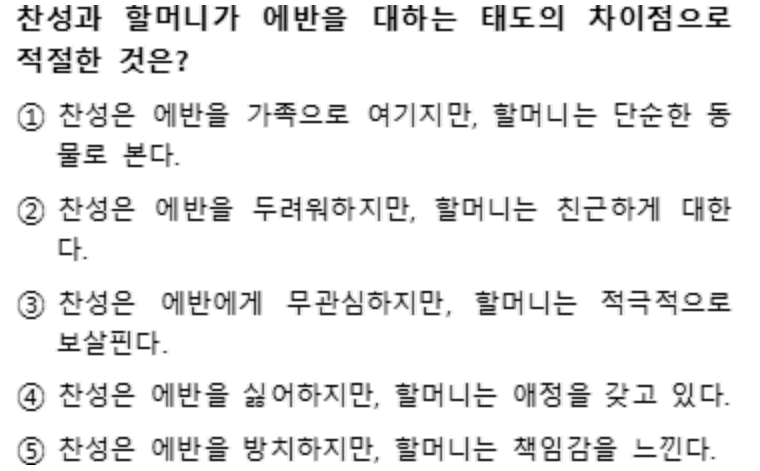 찬성과 할머니가 에반을 대하는 태도의 차이점으로
적절한 것은?
① 찬성은 에반을 가족으로 여기지만, 할머니는 단순한 동
물로 본다.
② 찬성은 에반을 두려워하지만, 할머니는 친근하게 대한
다.
③ 찬성은 에반에게 무관심하지만, 할머니는 적극적으로
보살핀다.
④ 찬성은 에반을 싫어하지만, 할머니는 애정을 갖고 있다.
⑤ 찬성은 에반을 방치하지만, 할머니는 책임감을 느낀다.